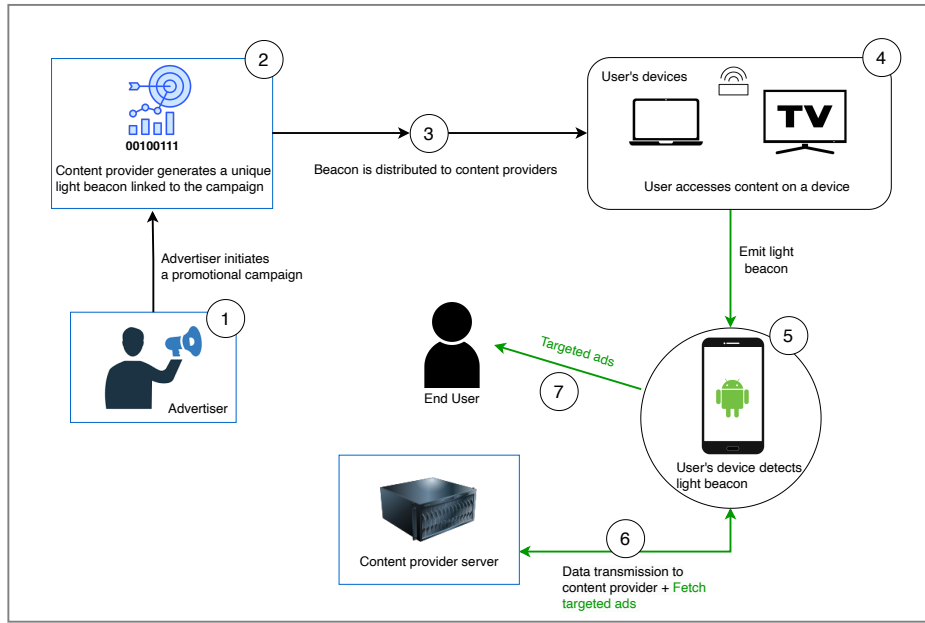 2
00100111
Content provider generates a unique
light beacon linked to the campaign
3
Beacon is distributed to content providers
4
User's devices
TV
User accesses content on a device
Advertiser initiates
a promotional campaign
1
Advertiser
Emit light
beacon
5
User's device detects
light beacon
Targeted ads
7
End User
Content provider server
6
Data transmission to
content provider + Fetch
targeted ads